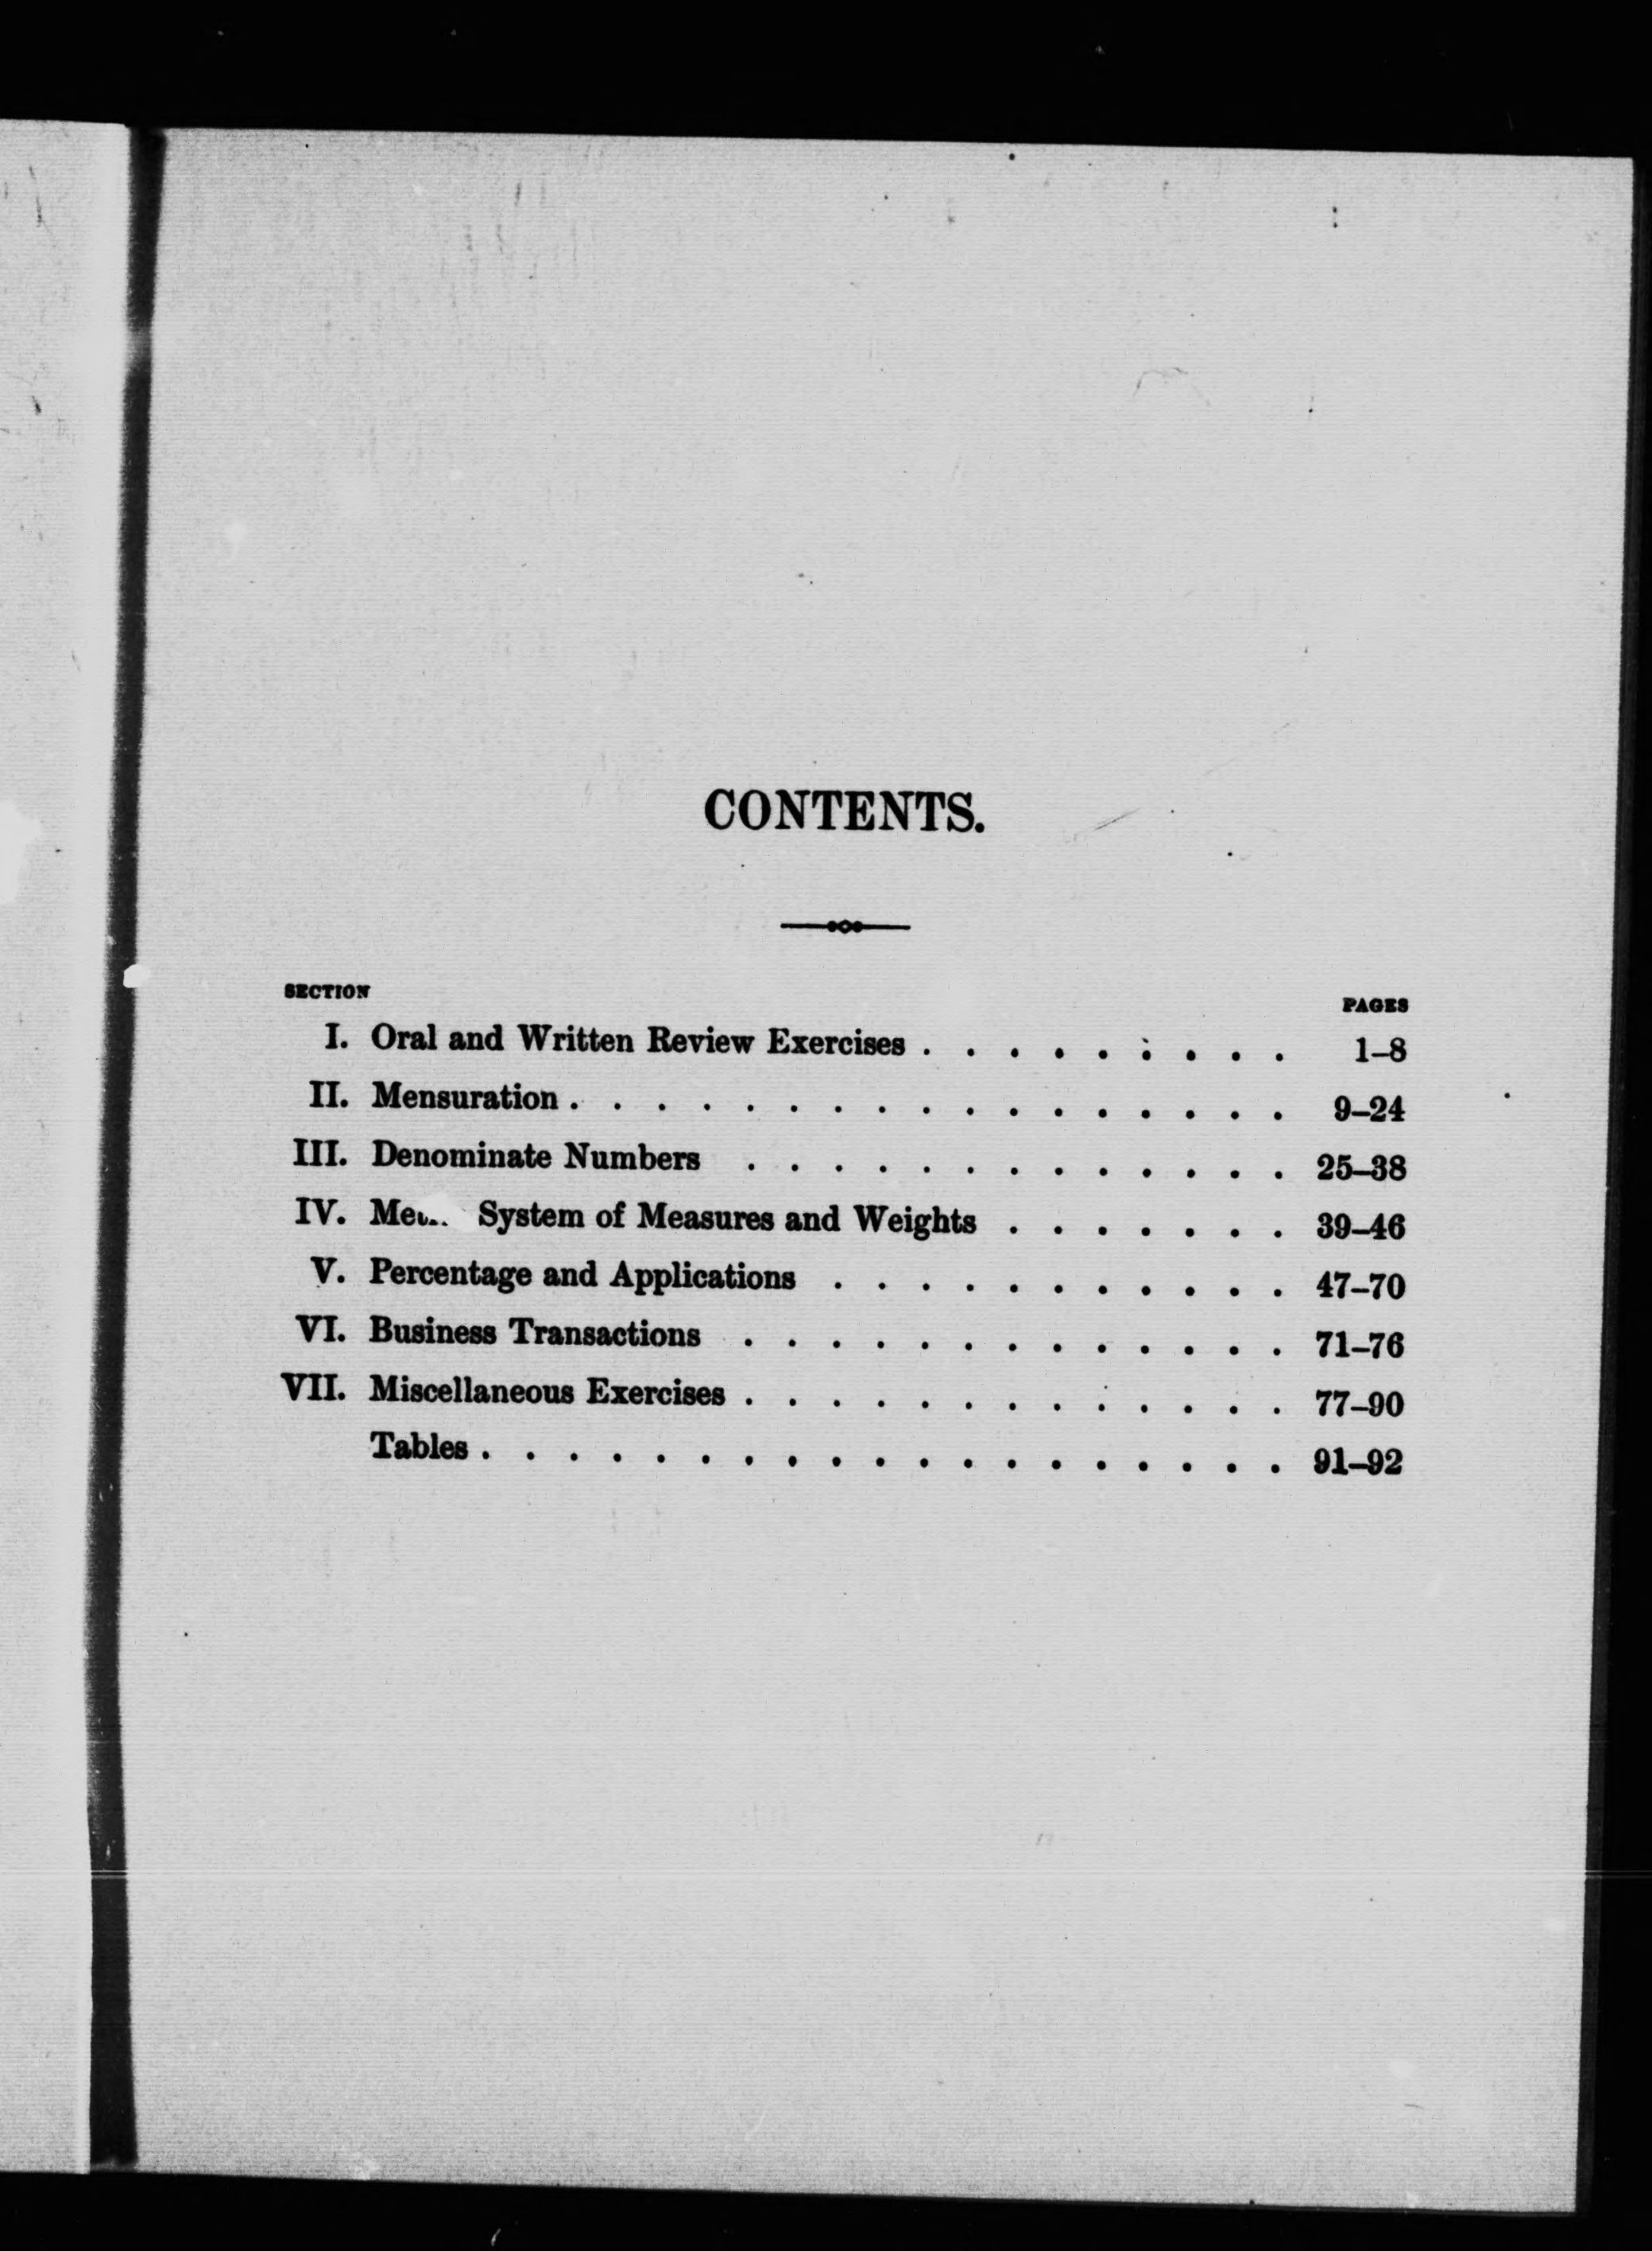 CONTENTS.
SECTION PAGES
I. Oral and Written Review Exercises . . . . . . . . . 1–8
II. Mensuration . . . . . . . . . . . . . . . . . 9–24
III. Denominate Numbers . . . . . . . . . . . . . 25–38
IV. System of Measures and Weights . . . . . . . 39–46
V. Percentage and Applications . . . . . . . . . . . 47–70
VI. Business Transactions . . . . . . . . . . . . . 71–76
VII. Miscellaneous Exercises . . . . . . . . . . . . . 77–90
Tables . . . . . . . . . . . . . . . . . . . 91–92